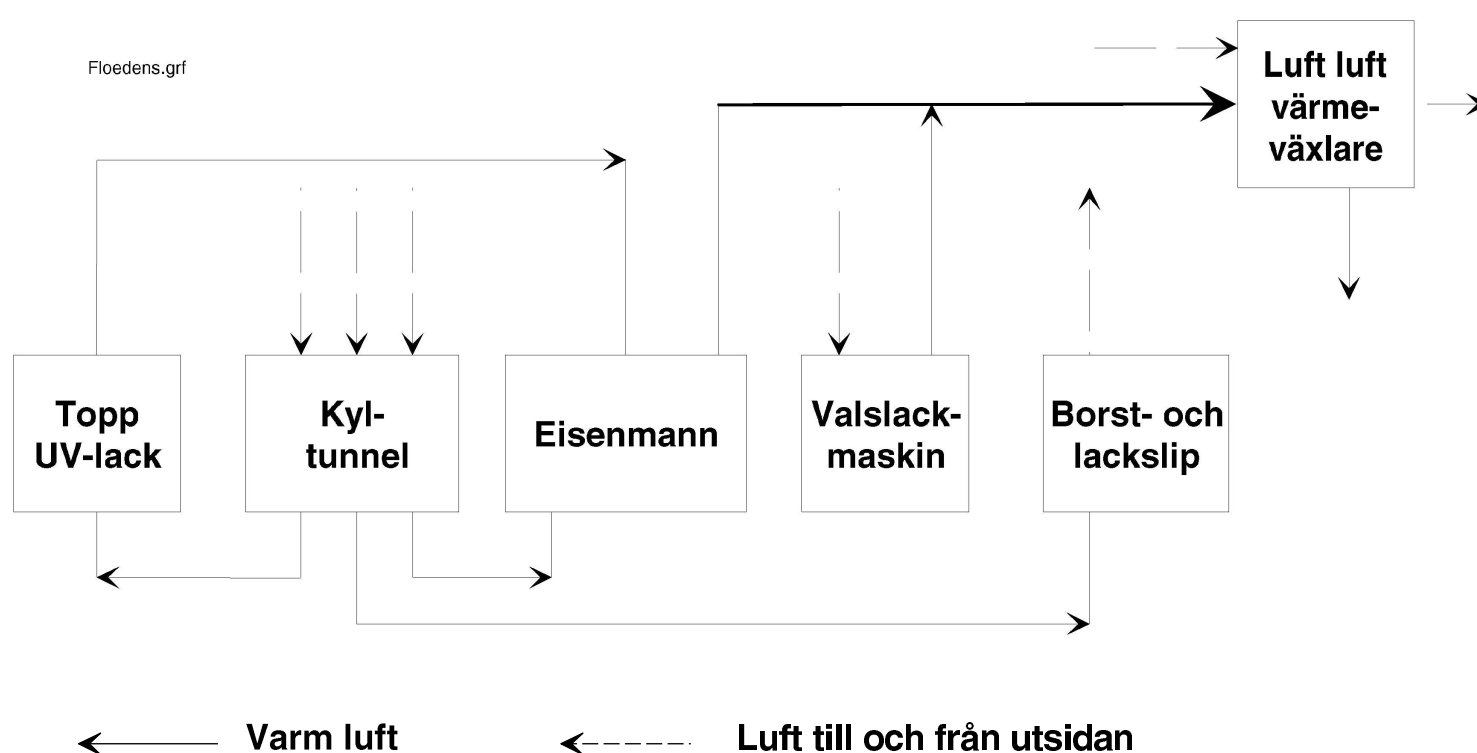 Floedens.grf
Luft luft
värme-
växlare
Topp
UV-lack
Kyl-
tunnel
Eisenmann
Valslack-
maskin
Borst- och
lackslip
Varm luft
Luft till och från utsidan